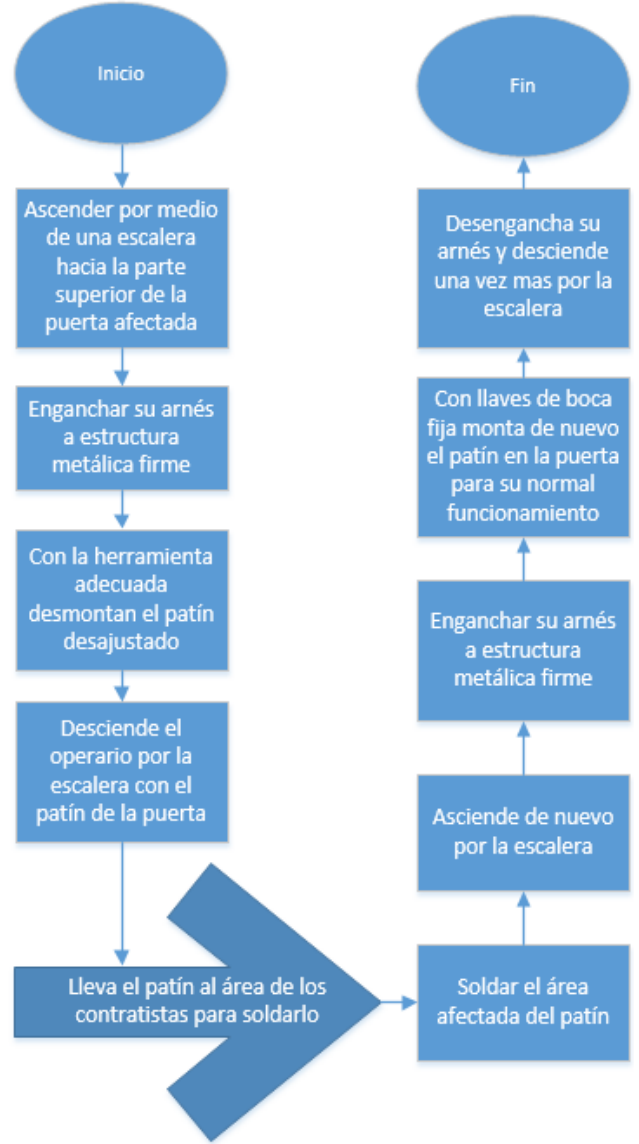 Inicio
Ascender por medio
de una escalera
hacia la parte
superior de la
puerta afectada
Enganchar su arnés
a estructura
metálica firme
Con la herramienta
adecuada
desmontan el patín
desajustado
Desciende el
operario por la
escalera con el
patín de la puerta
Lleva el patín al área de los
contratistas para soldarlo
Soldar el área
afectada del patín
Asciende de nuevo
por la escalera
Enganchar su arnés
a estructura
metálica firme
Con llaves de boca
fija monta de nuevo
el patín en la puerta
para su normal
funcionamiento
Desengancha su
arnés y desciende
una vez mas por la
escalera
Fin